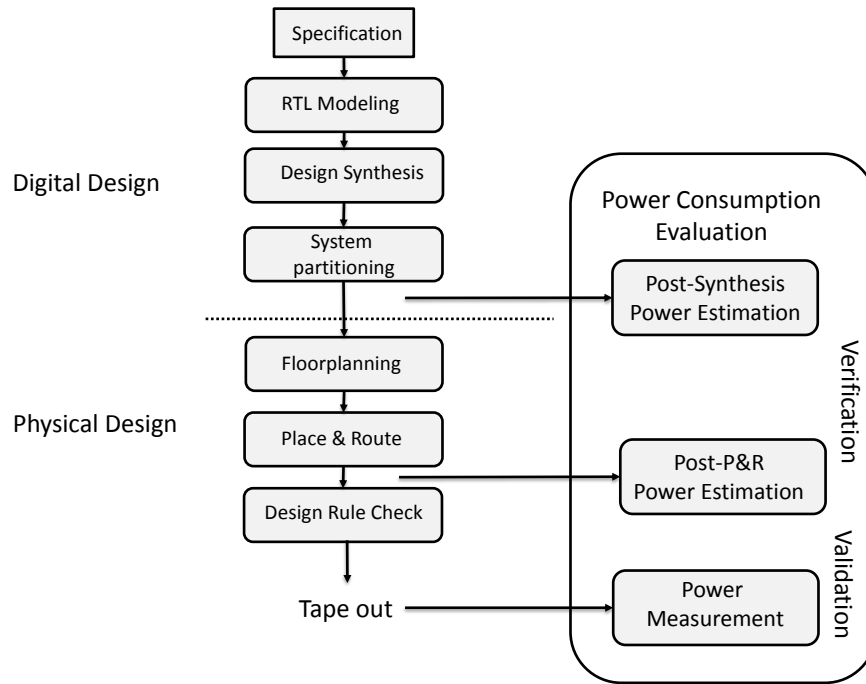 Specification
RTL Modeling
Digital Design
Design Synthesis
System
partitioning
Power Consumption
Evaluation
Post-Synthesis
Power Estimation
Verification
Floorplanning
Physical Design
Place & Route
Post-P&R
Power Estimation
Design Rule Check
Validation
Tape out
Power
Measurement